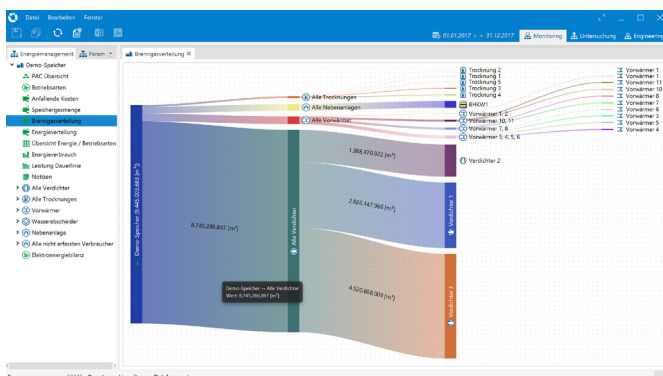 Datei Bearbeiten Fenster
01.01.2017 - > 31.12.2017 Monitoring Untersuchung Engineering
Energiemanagement Param
Brenngasverteilung ×
Demo-Speicher
PAC Übersicht
Betriebsarten
Anfallende Kosten
Speichergasmenge
Brenngasverteilung
Energieverteilung
Übersicht Energie / Betriebsarten
Energieverbrauch
Leistung Dauerlinie
Notizen
Alle Verdichter
Alle Trocknungen
Vorwärmer
Wasserabscheider
Nebenanlage
Alle nicht erfassten Verbraucher
Elektroenergiebilanz
Demo-Speicher (9.445.003,683 [m³])
8.745.286,897 [m³]
Alle Trocknungen
Alle Nebenanlagen
Alle Vorwärmer
Alle Verdichter
Demo-Speicher — Alle Verdichter
Wert: 8.745.286,897 [m³]
1.388.470,922 [m³]
2.836.147,966 [m³]
4.520.668,009 [m³]
Trocknung 2
Trocknung 1
Trocknung 5
Trocknung 3
Trocknung 4
BHKW1
Vorwärmer 1, 2
Vorwärmer 10, 11
Vorwärmer 7, 8
Vorwärmer 3, 4, 5, 6
Verdichter 2
Verdichter 1
Verdichter 3
Vorwärmer 1
Vorwärmer 1
Vorwärmer 11
Vorwärmer 10
Vorwärmer 8
Vorwärmer 7
Vorwärmer 6
Vorwärmer 3
Vorwärmer 5
Vorwärmer 4